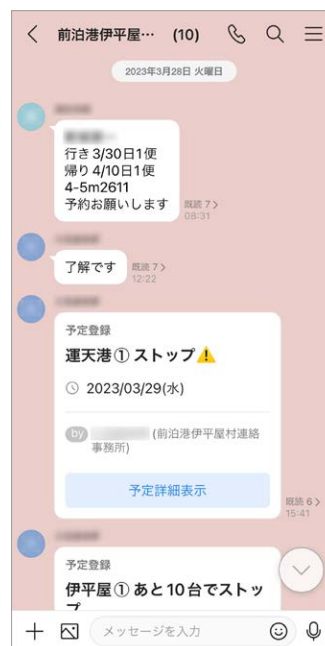 前泊港伊平屋… (10)
2023年3月28日 火曜日
行き3/30日1便
帰り4/10日1便
4-5m2611
予約お願いします
既読 7
08:31
了解です
既読 7
12:22
予定登録
運天港① ストップ⚠️
2023/03/29(水)
by (前泊港伊平屋村連絡
事務所)
予定詳細表示
既読 6
15:41
予定登録
伊平屋① あと10台でストッ
プ
メッセージを入力